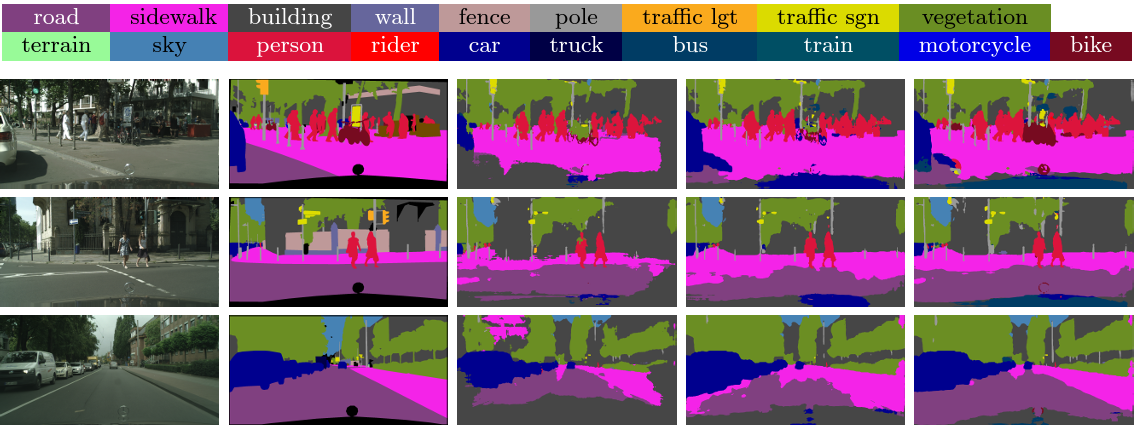 road sidewalk building wall fence pole traffic lgt traffic sgn vegetation
terrain sky person rider car truck bus train motorcycle bike